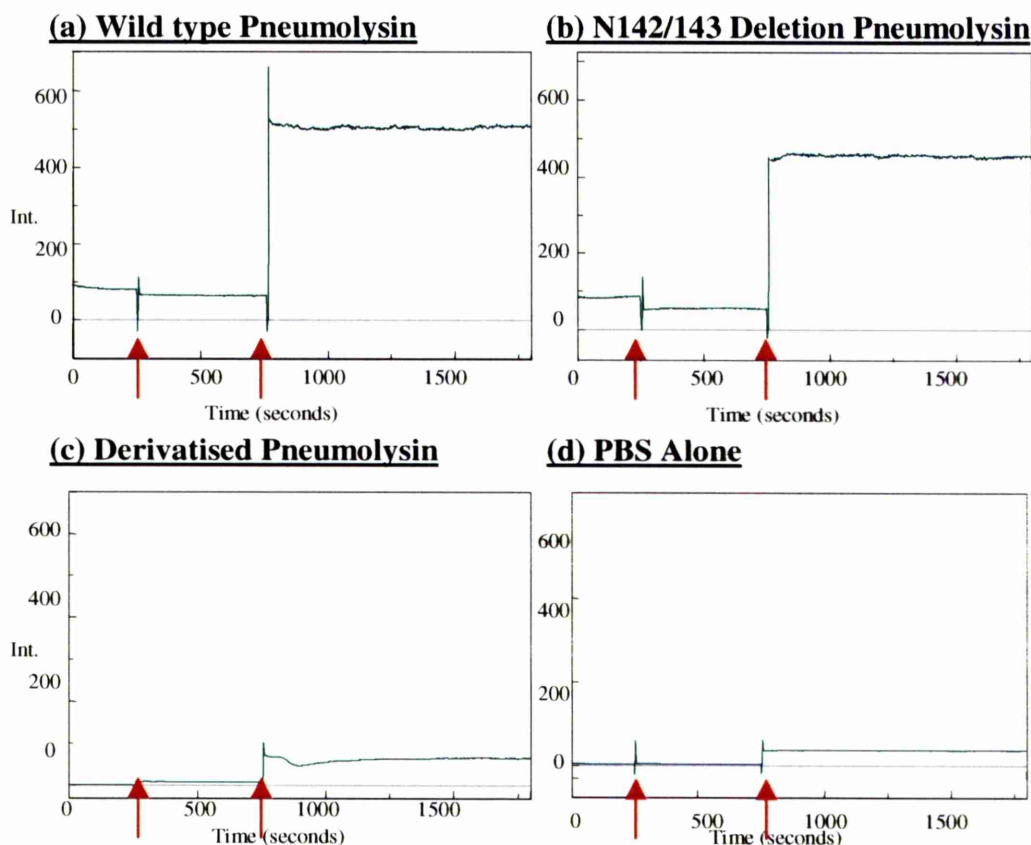 (a) Wild type Pneumolysin
600
400
Int.
200
0
0 500 1000 1500
Time (seconds)
(b) N142/143 Deletion Pneumolysin
600
400
200
0
0 500 1000 1500
Time (seconds)
(c) Derivatised Pneumolysin
600
400
Int.
200
0
0 500 1000 1500
Time (seconds)
(d) PBS Alone
600
400
200
0
0 500 1000 1500
Time (seconds)